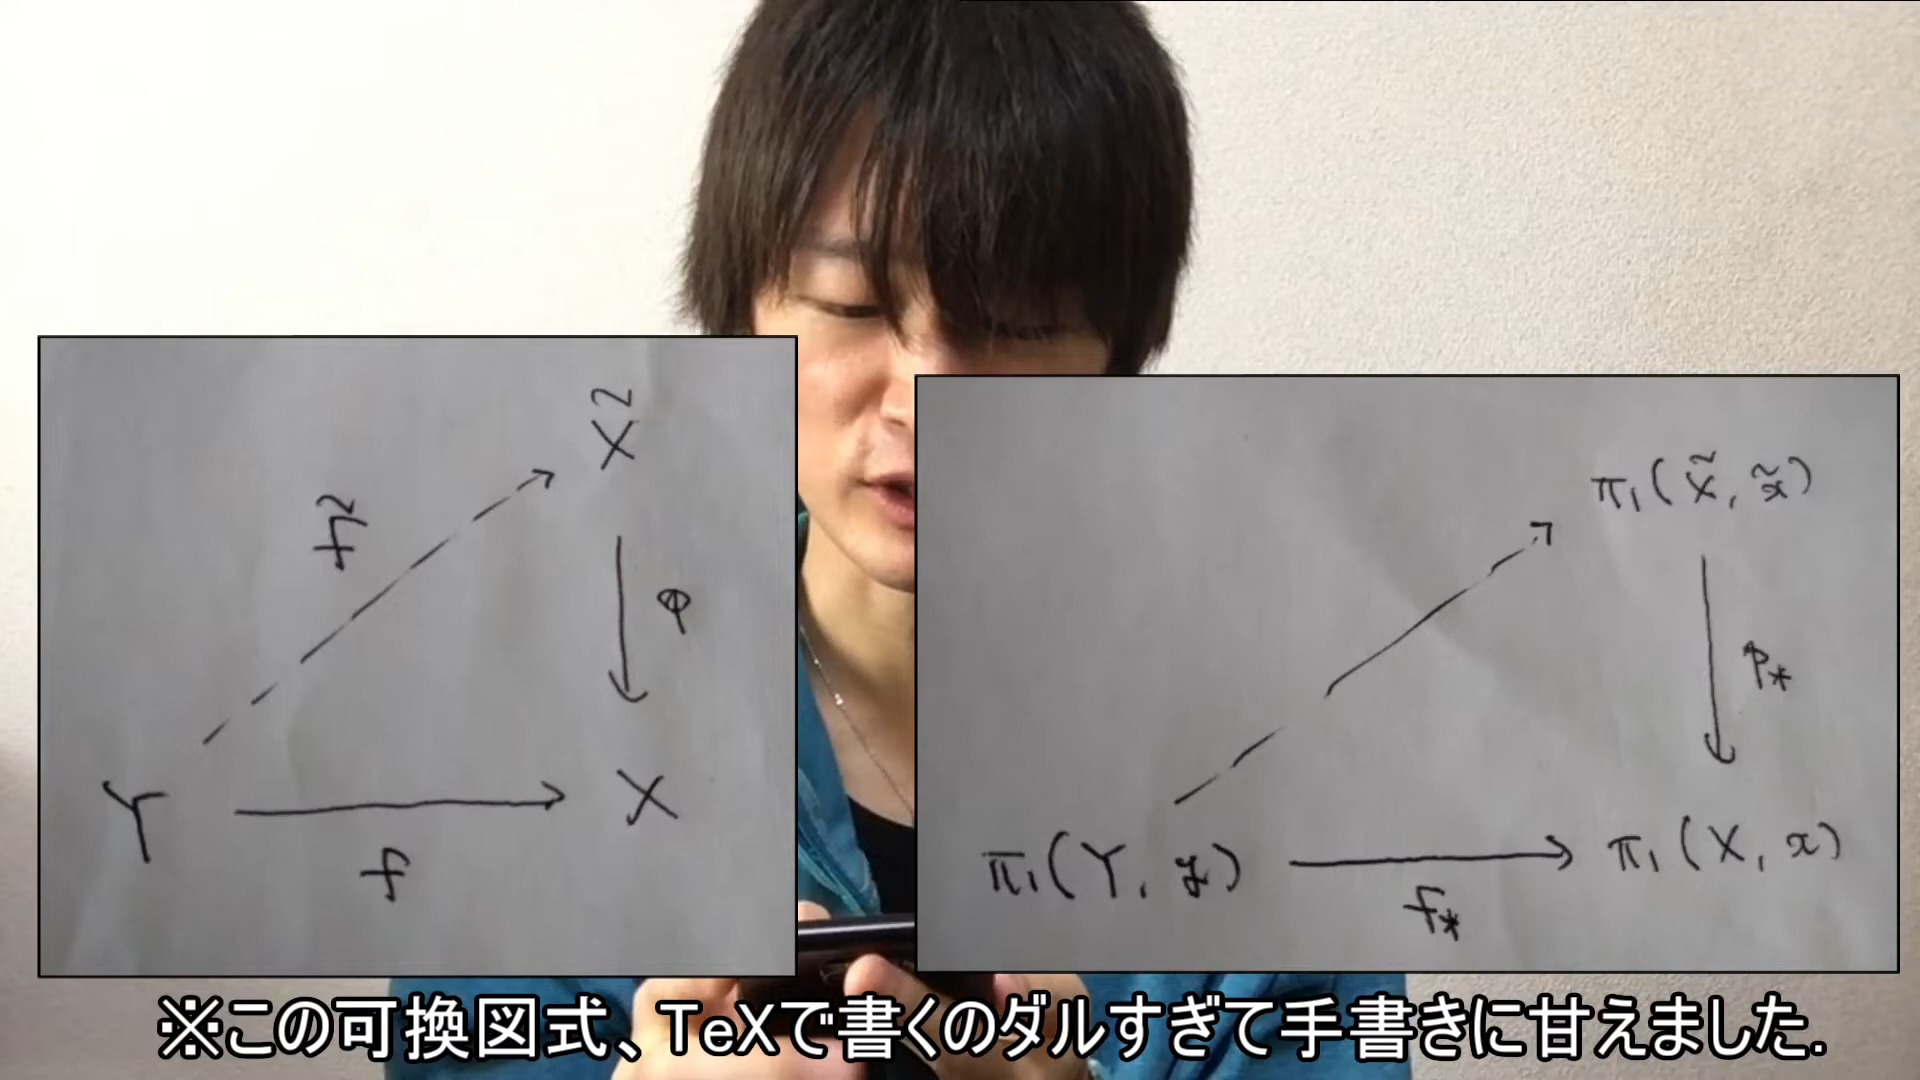 X̃
f̃
p
Y
X
f
π₁(X̃, x̃)
p*
π₁(Y, y)
π₁(X, x)
f*
※この可換図式、TeXで書くのダルすぎて手書きに甘えました.